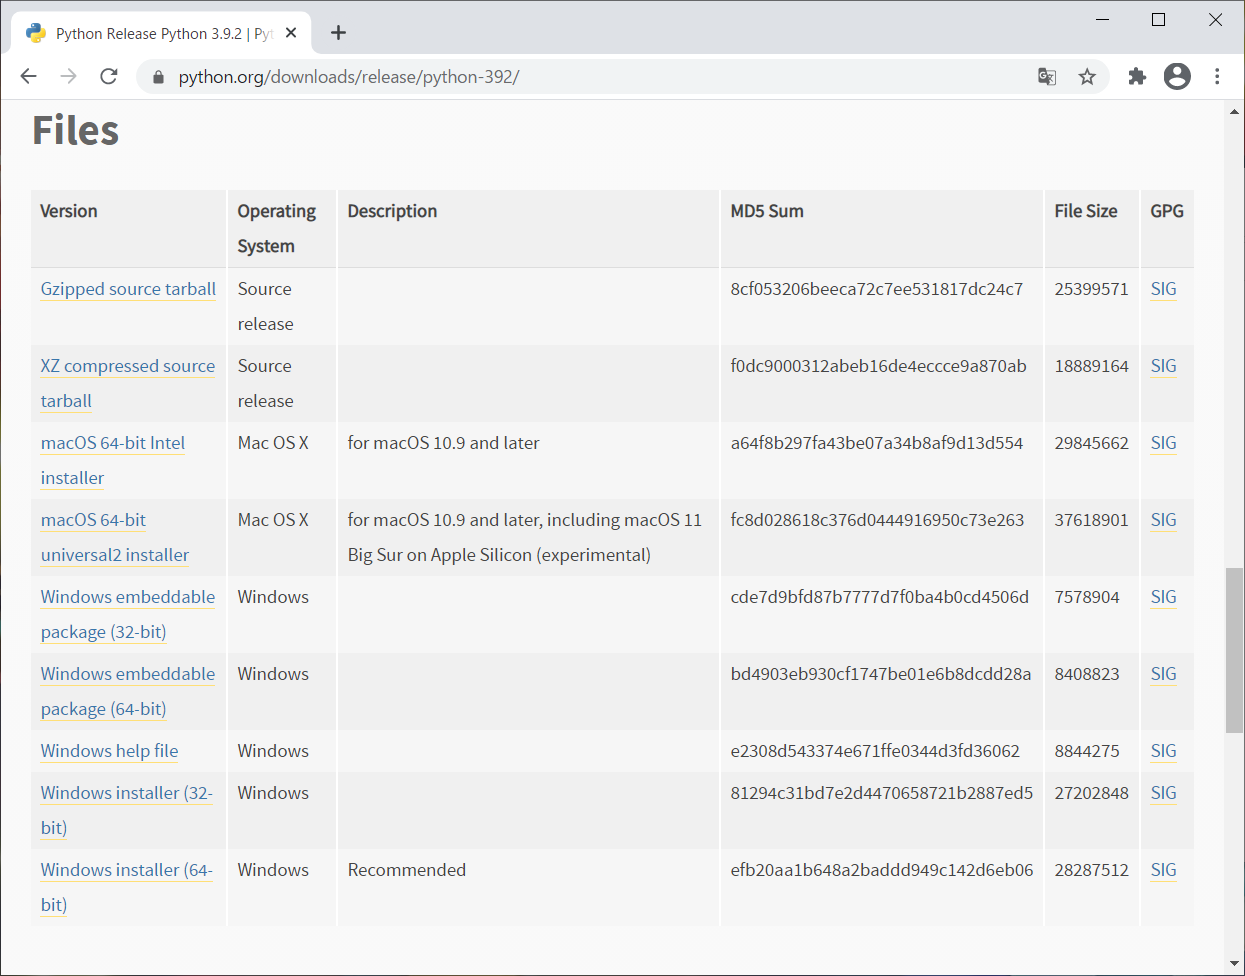 Python Release Python 3.9.2 | Pyt
python.org/downloads/release/python-392/
Files
Version Operating System Description MD5 Sum File Size GPG
Gzipped source tarball Source release 8cf053206beeca72c7ee531817dc24c7 25399571 SIG
XZ compressed source tarball Source release f0dc9000312abeb16de4eccce9a870ab 18889164 SIG
macOS 64-bit Intel installer Mac OS X for macOS 10.9 and later a64f8b297fa43be07a34b8af9d13d554 29845662 SIG
macOS 64-bit universal2 installer Mac OS X for macOS 10.9 and later, including macOS 11 Big Sur on Apple Silicon (experimental) fc8d028618c376d0444916950c73e263 37618901 SIG
Windows embeddable package (32-bit) Windows cde7d9bfd87b7777d7f0ba4b0cd4506d 7578904 SIG
Windows embeddable package (64-bit) Windows bd4903eb930cf1747be01e6b8dcdd28a 8408823 SIG
Windows help file Windows e2308d543374e671ffe0344d3fd36062 8844275 SIG
Windows installer (32-bit) Windows 81294c31bd7e2d4470658721b2887ed5 27202848 SIG
Windows installer (64-bit) Windows Recommended efb20aa1b648a2baddd949c142d6eb06 28287512 SIG